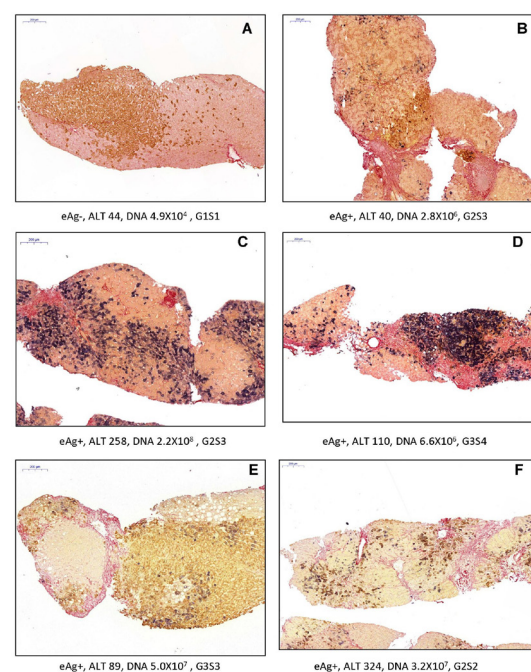 A
B
eAg-, ALT 44, DNA 4.9X10⁴ , G1S1
eAg+, ALT 40, DNA 2.8X10⁶, G2S3
C
D
eAg+, ALT 258, DNA 2.2X10⁸ , G2S3
eAg+, ALT 110, DNA 6.6X10⁶, G3S4
E
F
eAg+, ALT 89, DNA 5.0X10⁷ , G3S3
eAg+, ALT 324, DNA 3.2X10⁷, G2S2